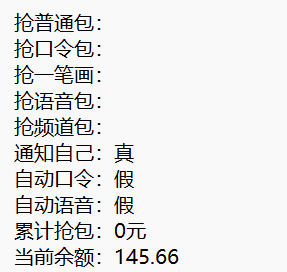 抢普通包：
抢口令包：
抢一笔画：
抢语音包：
抢频道包：
通知自己：真
自动口令：假
自动语音：假
累计抢包：0元
当前余额：145.66